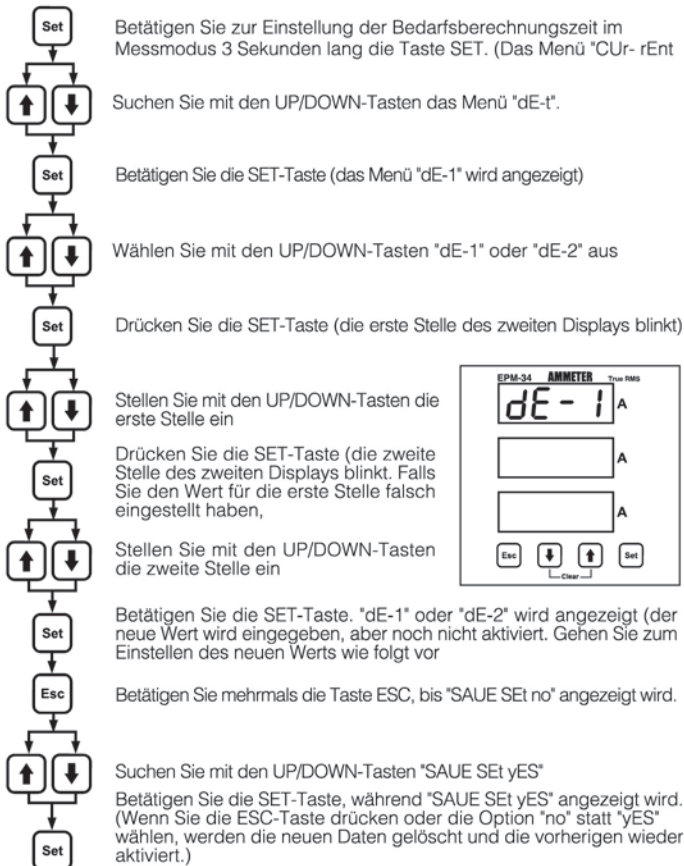 Set
Betätigen Sie zur Einstellung der Bedarfsberechnungszeit im
Messmodus 3 Sekunden lang die Taste SET. (Das Menü "CUr- rEnt
Suchen Sie mit den UP/DOWN-Tasten das Menü "dE-t".
Set
Betätigen Sie die SET-Taste (das Menü "dE-1" wird angezeigt)
Wählen Sie mit den UP/DOWN-Tasten "dE-1" oder "dE-2" aus
Set
Drücken Sie die SET-Taste (die erste Stelle des zweiten Displays blinkt)
Stellen Sie mit den UP/DOWN-Tasten die
erste Stelle ein
Set
Drücken Sie die SET-Taste (die zweite
Stelle des zweiten Displays blinkt. Falls
Sie den Wert für die erste Stelle falsch
eingestellt haben,
Stellen Sie mit den UP/DOWN-Tasten
die zweite Stelle ein
EPM-34 AMMETER True RMS
dE-1 A
A
A
Esc Set
Clear
Set
Betätigen Sie die SET-Taste. "dE-1" oder "dE-2" wird angezeigt (der
neue Wert wird eingegeben, aber noch nicht aktiviert. Gehen Sie zum
Einstellen des neuen Werts wie folgt vor
Esc
Betätigen Sie mehrmals die Taste ESC, bis "SAUE SEt no" angezeigt wird.
Suchen Sie mit den UP/DOWN-Tasten "SAUE SEt yES"
Set
Betätigen Sie die SET-Taste, während "SAUE SEt yES" angezeigt wird.
(Wenn Sie die ESC-Taste drücken oder die Option "no" statt "yES"
wählen, werden die neuen Daten gelöscht und die vorherigen wieder
aktiviert.)